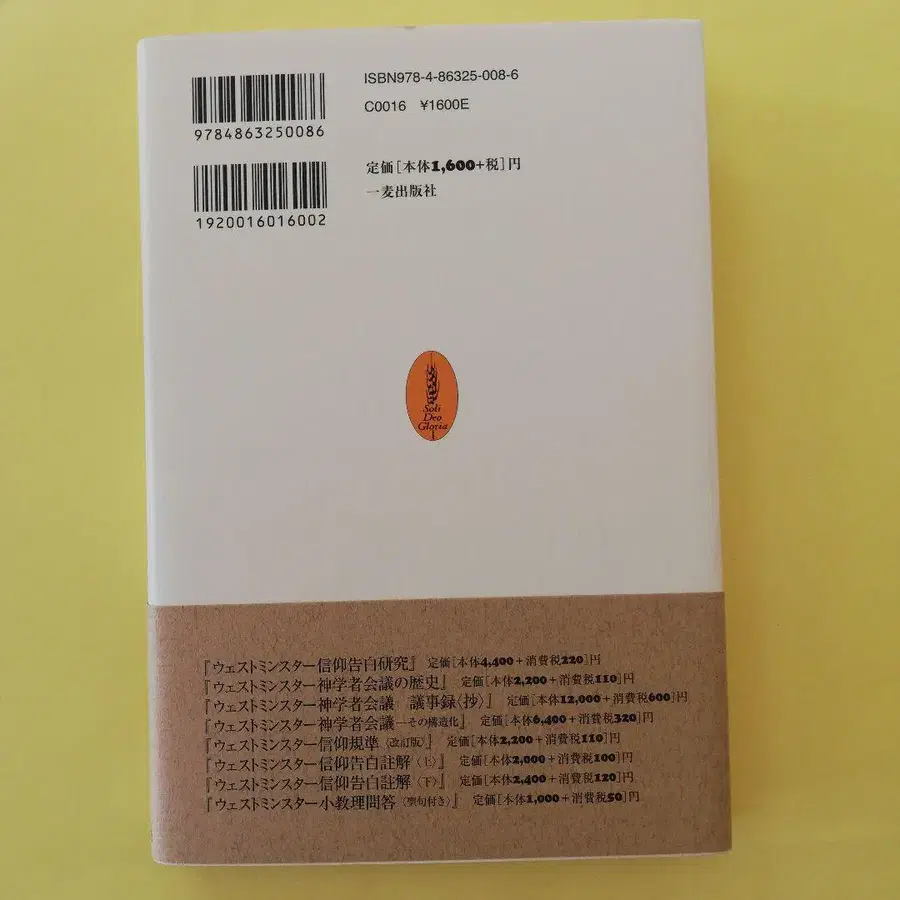 ISBN978-4-86325-008-6
C0016 ¥1600E
9784863250086
定価[本体1,600+税]円
一麦出版社
1920016016002
Soli
Deo
Gloria
『ウェストミンスター信仰告白研究』 定価[本体4,400+消費税220]円
『ウェストミンスター神学者会議の歴史』 定価[本体2,200+消費税110]円
『ウェストミンスター神学者会議 議事録〈抄〉』 定価[本体12,000+消費税600]円
『ウェストミンスター神学者会議―その構造化』 定価[本体6,400+消費税320]円
『ウェストミンスター信仰規準〈改訂版〉』 定価[本体2,200+消費税110]円
『ウェストミンスター信仰告白註解〈上〉』 定価[本体2,000+消費税100]円
『ウェストミンスター信仰告白註解〈下〉』 定価[本体2,400+消費税120]円
『ウェストミンスター小教理問答〈聖句付き〉』 定価[本体1,000+消費税50]円